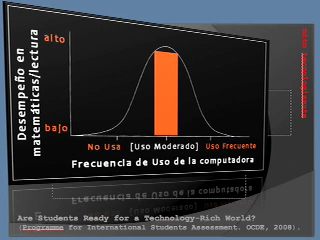 alto
Desempeño en
matemáticas/lectura
bajo
No Usa [Uso Moderado] Uso Frecuente
Frecuencia de Uso de la computadora
Are Students Ready for a Technology-Rich World?
(Programme for International Students Assessment. OCDE, 2008).